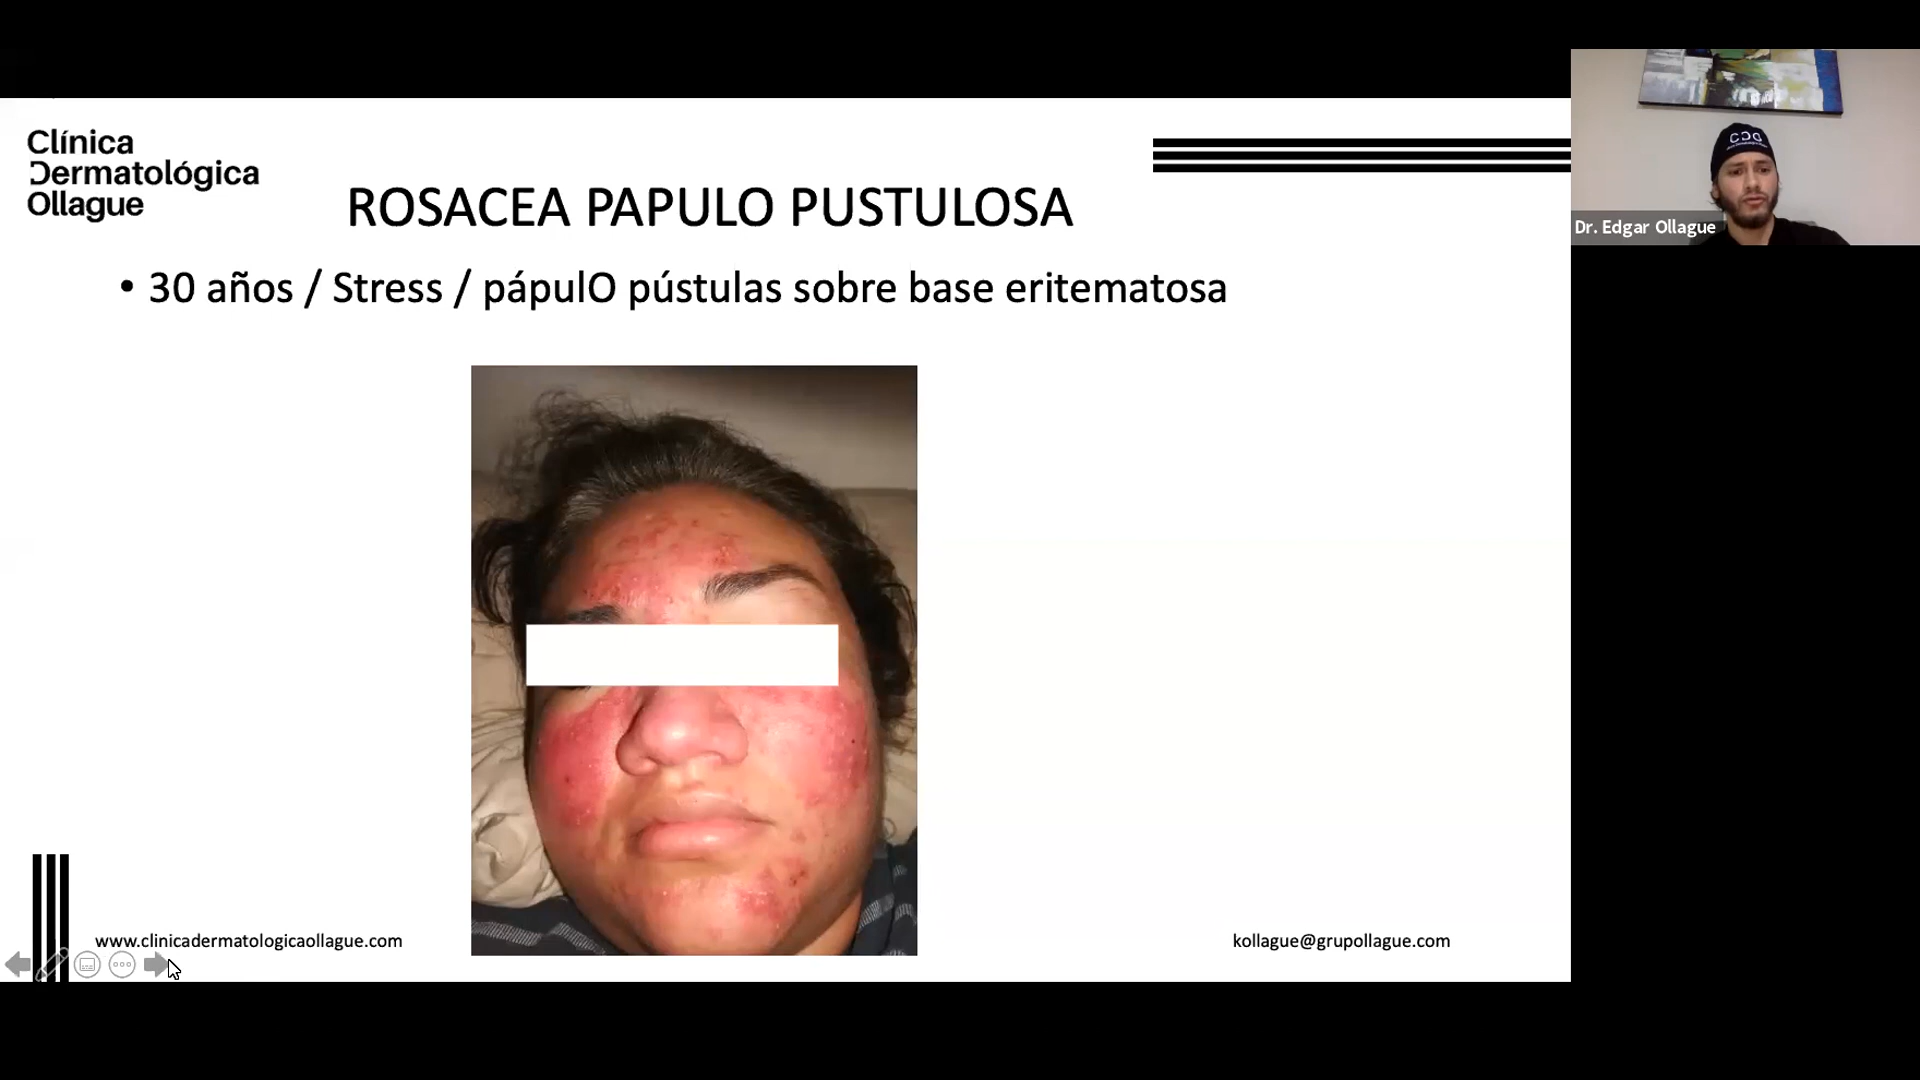 Clínica
Dermatológica
Ollague
ROSACEA PAPULO PUSTULOSA
• 30 años / Stress / pápulO pústulas sobre base eritematosa
Dr. Edgar Ollague
www.clinicadermatologicaollague.com
kollague@grupollague.com